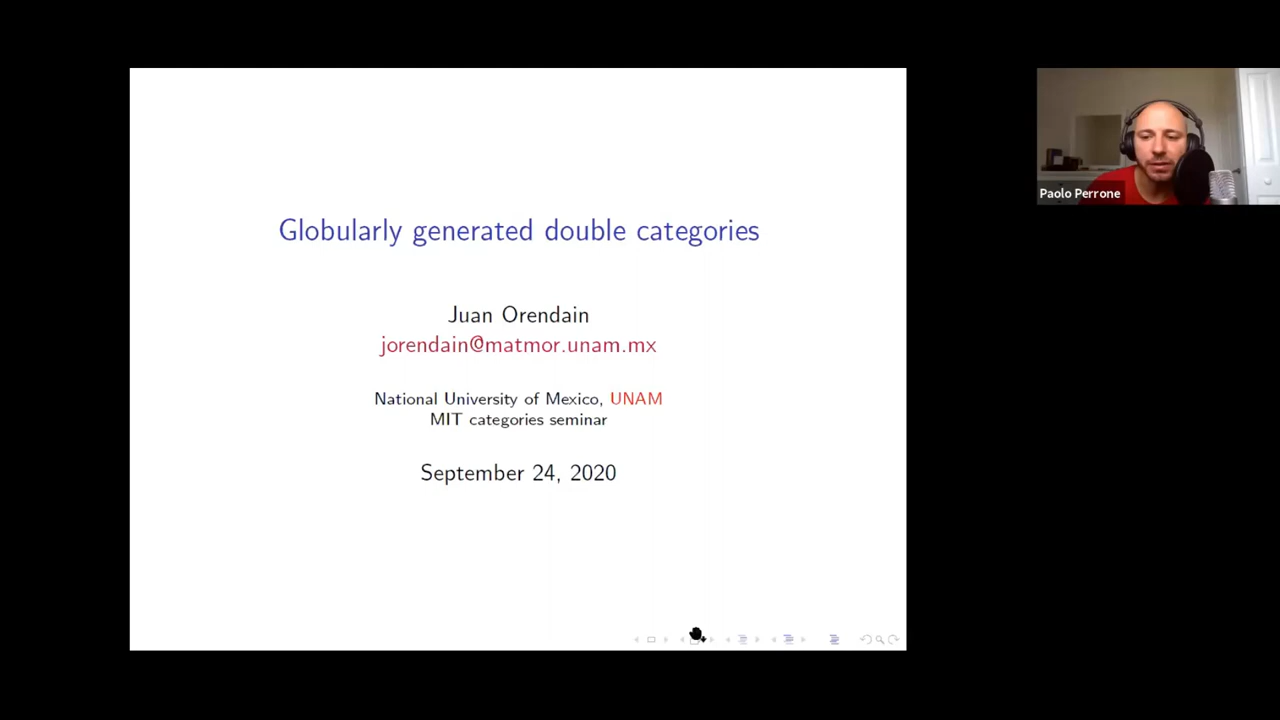 Globularly generated double categories
Juan Orendain
jorendain@matmor.unam.mx
National University of Mexico, UNAM
MIT categories seminar
September 24, 2020
Paolo Perrone